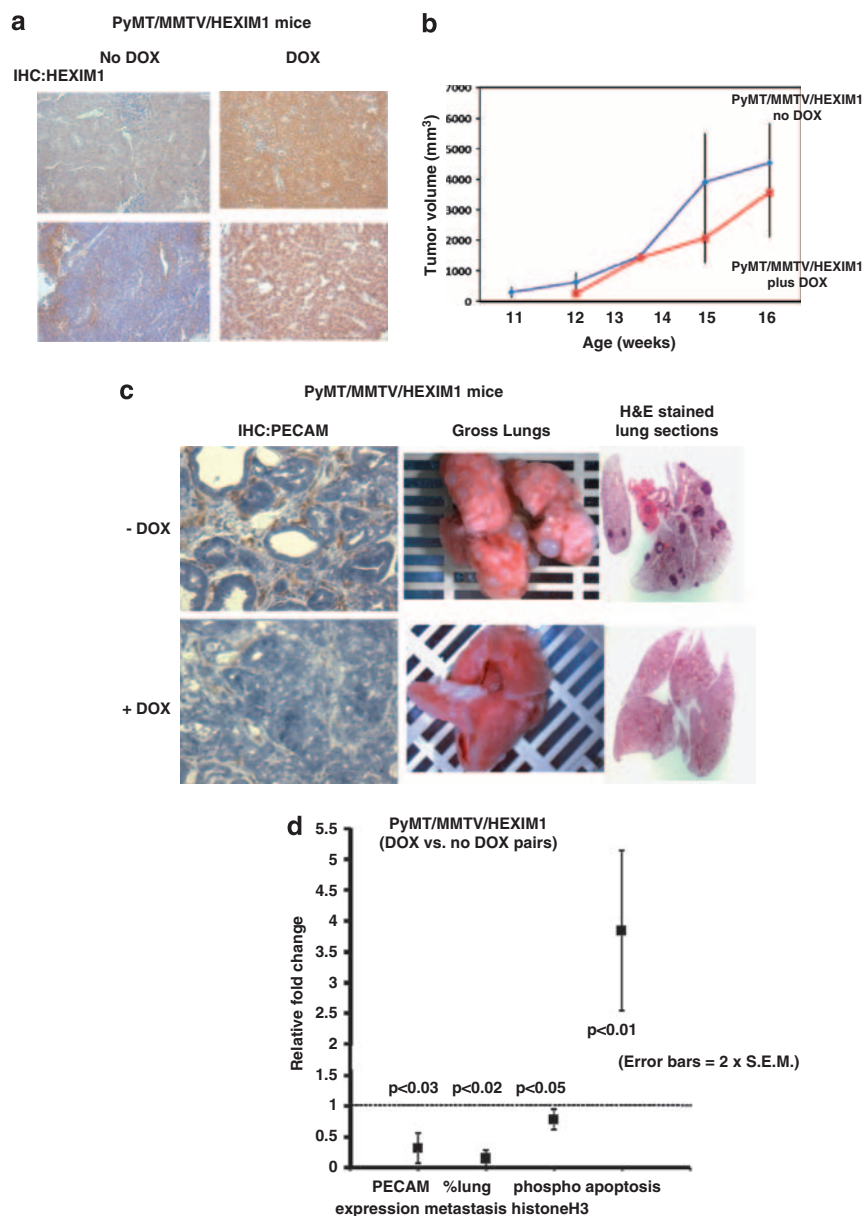 a
PyMT/MMTV/HEXIM1 mice
No DOX
DOX
IHC:HEXIM1
b
7000
6000
5000
4000
3000
2000
1000
0
Tumor volume (mm³)
PyMT/MMTV/HEXIM1
no DOX
PyMT/MMTV/HEXIM1
plus DOX
11 12 13 14 15 16
Age (weeks)
c
PyMT/MMTV/HEXIM1 mice
IHC:PECAM
Gross Lungs
H&E stained
lung sections
- DOX
+ DOX
d
PyMT/MMTV/HEXIM1
(DOX vs. no DOX pairs)
5.5
5
4.5
4
3.5
3
2.5
2
1.5
1
0.5
0
Relative fold change
p<0.01
(Error bars = 2 x S.E.M.)
p<0.03 p<0.02 p<0.05
PECAM %lung phospho apoptosis
expression metastasis histoneH3